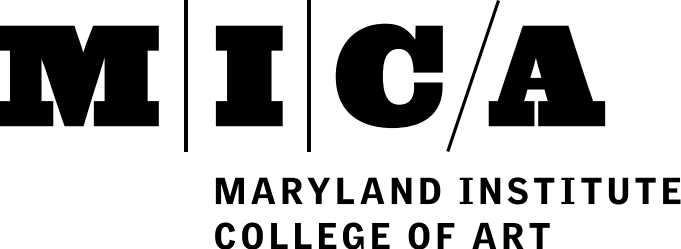 M|I|C/A
MARYLAND INSTITUTE
COLLEGE OF ART